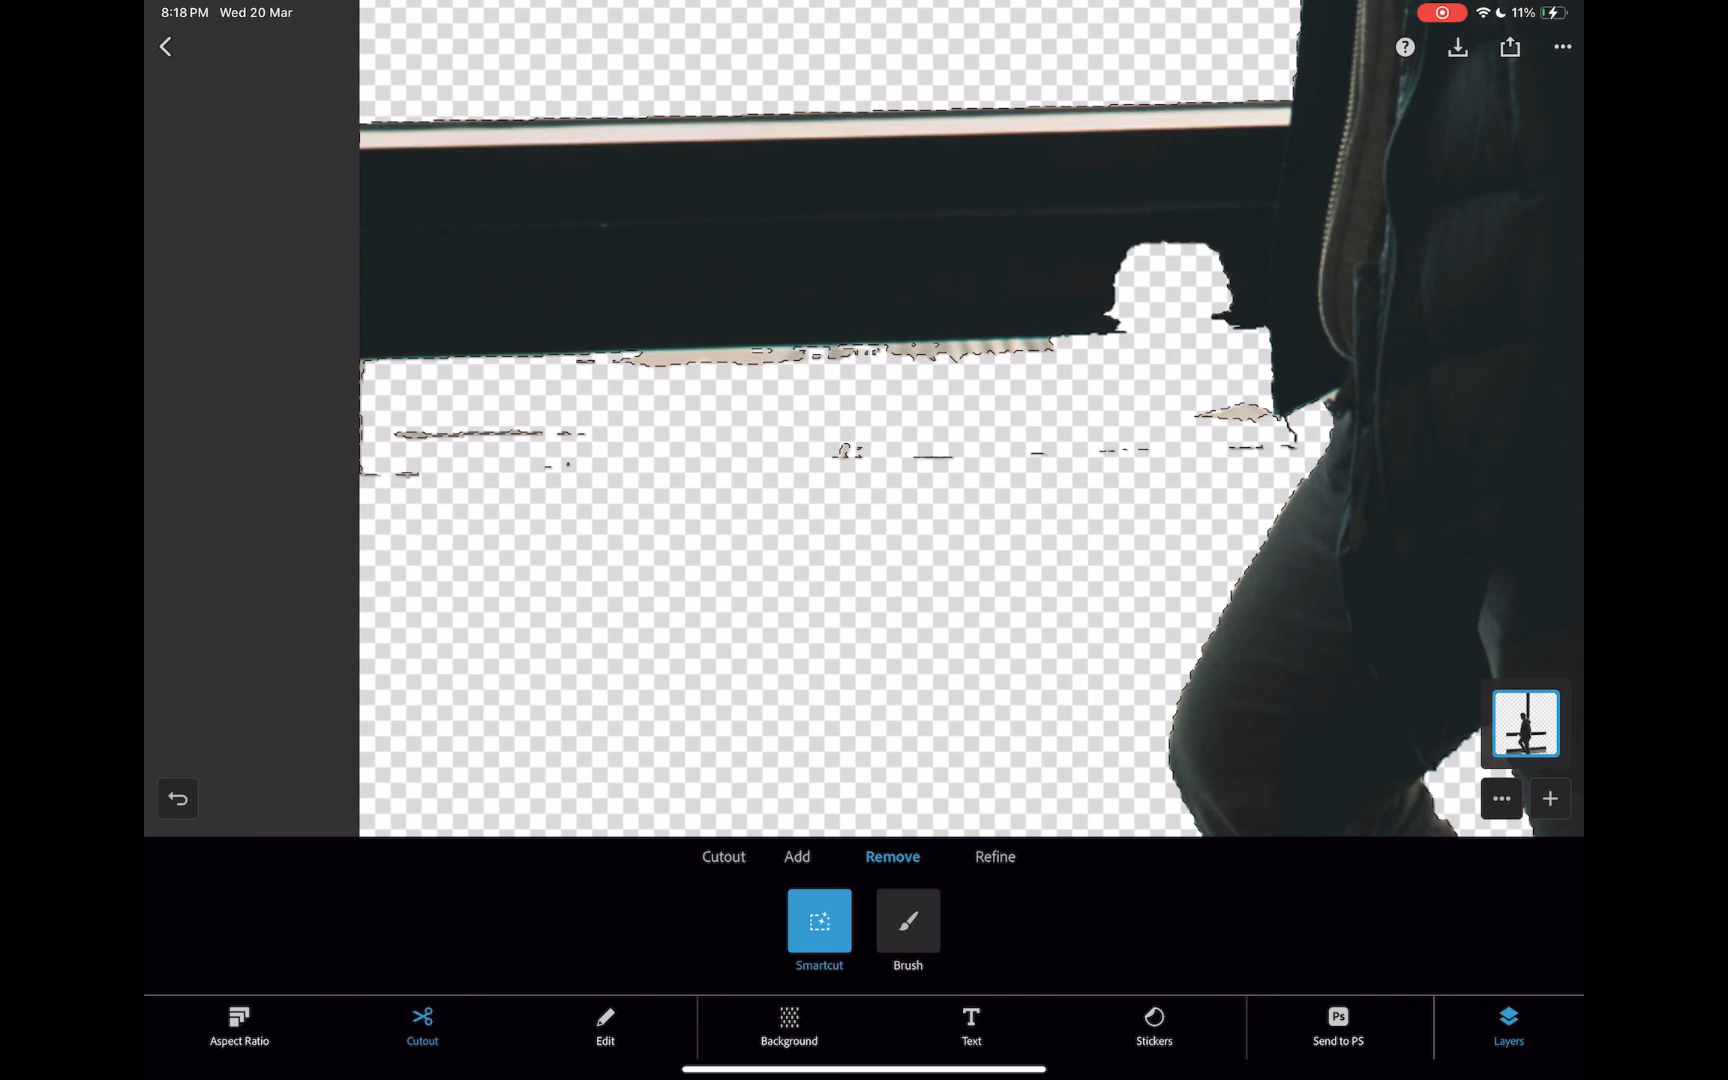 8:18 PM Wed 20 Mar
11%
?
Cutout Add Remove Refine
Smartcut Brush
Ps
Aspect Ratio Cutout Edit Background Text Stickers Send to PS Layers